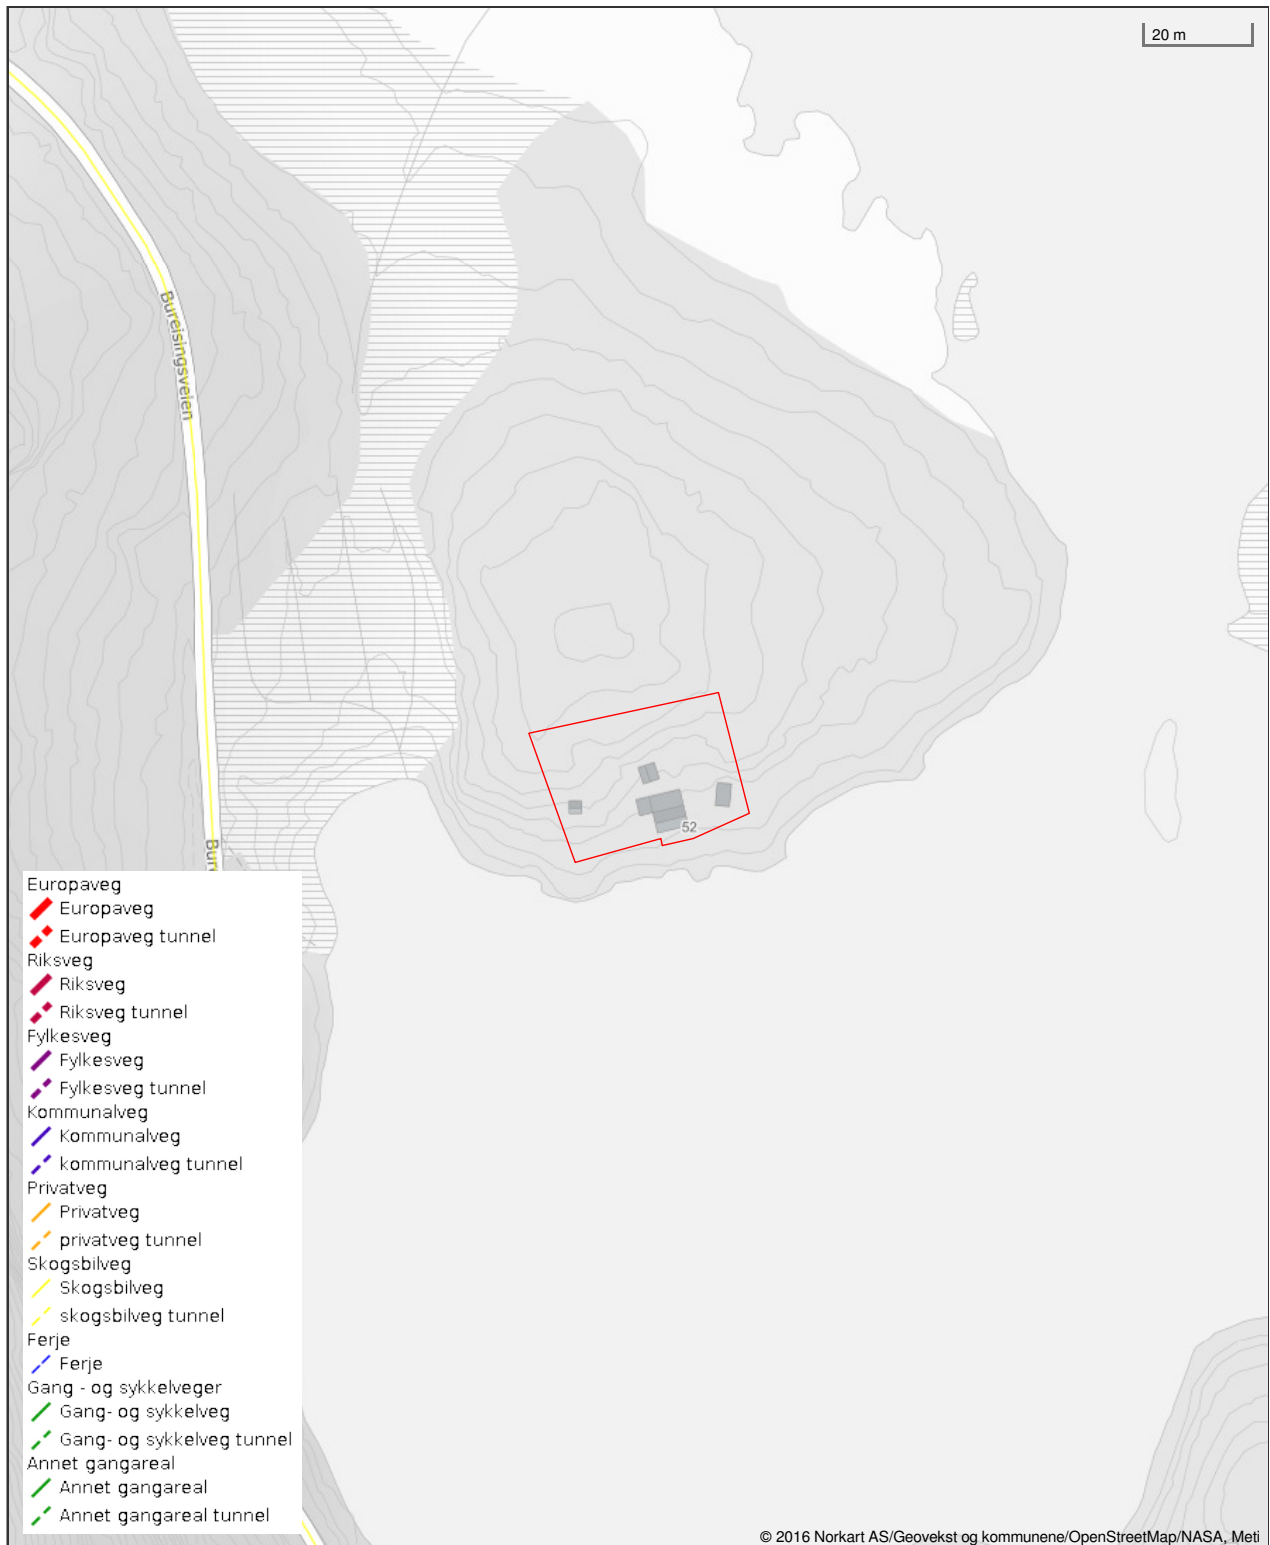 20 m
Bureisingsveien
52
Bure
Europaveg
Europaveg
Europaveg tunnel
Riksveg
Riksveg
Riksveg tunnel
Fylkesveg
Fylkesveg
Fylkesveg tunnel
Kommunalveg
Kommunalveg
kommunalveg tunnel
Privatveg
Privatveg
privatveg tunnel
Skogsbilveg
Skogsbilveg
skogsbilveg tunnel
Ferje
Ferje
Gang - og sykkelveger
Gang- og sykkelveg
Gang- og sykkelveg tunnel
Annet gangareal
Annet gangareal
Annet gangareal tunnel
© 2016 Norkart AS/Geovekst og kommunene/OpenStreetMap/NASA, Meti